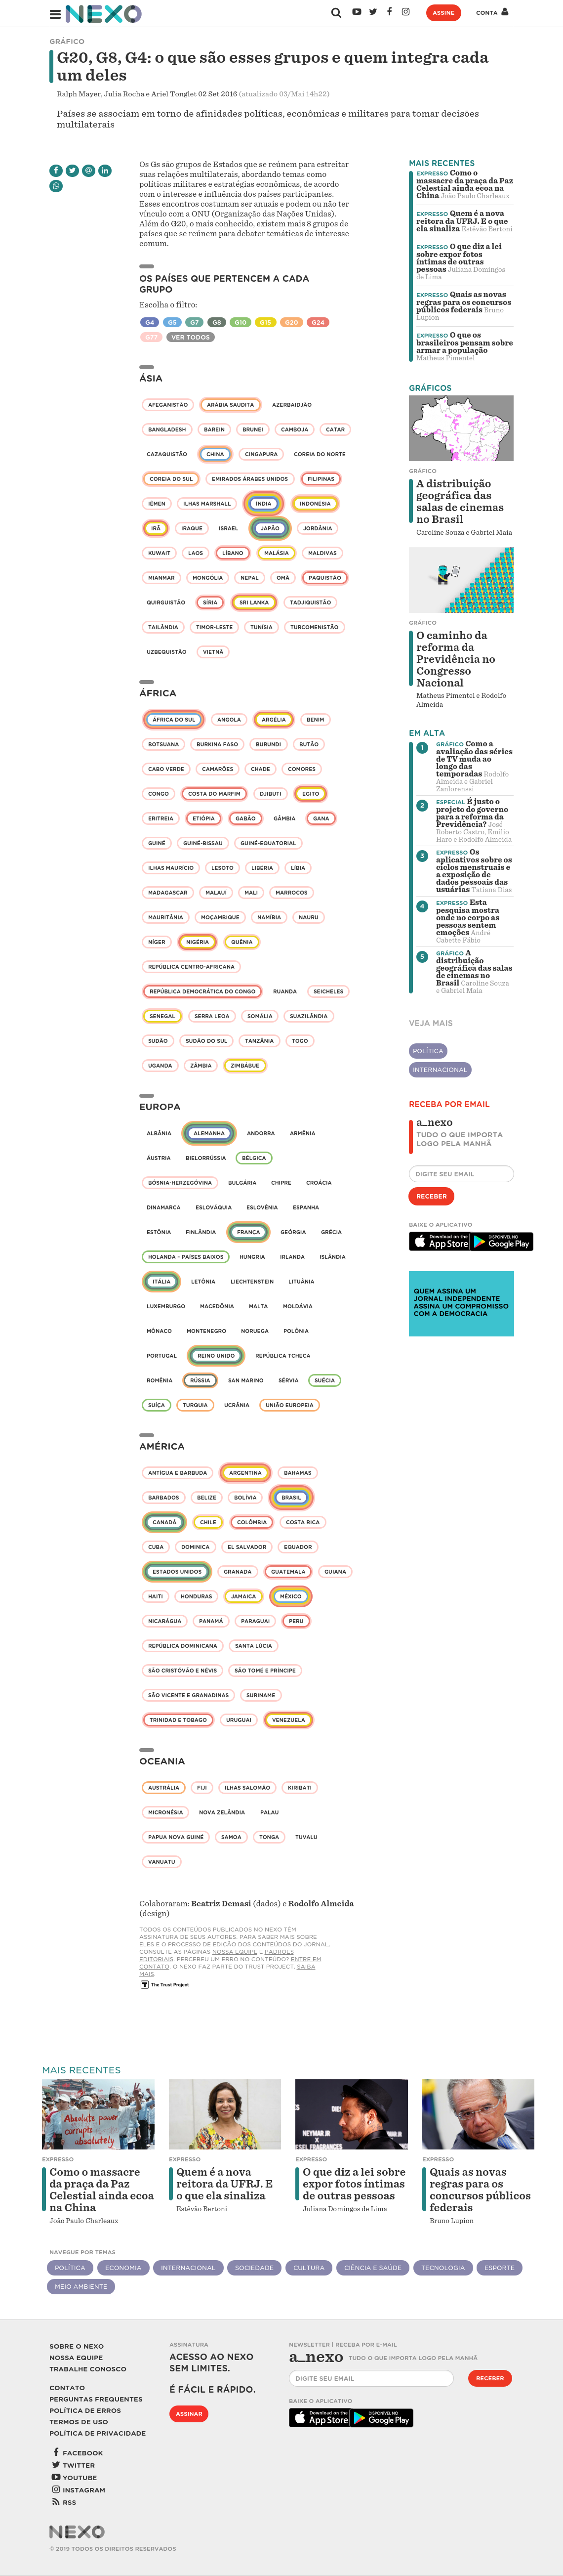 NEXO
ASSINE
CONTA
GRÁFICO
G20, G8, G4: o que são esses grupos e quem integra cada
um deles
Ralph Mayer, Julia Rocha e Ariel Tonglet 02 Set 2016 (atualizado 03/Mai 14h22)
Países se associam em torno de afinidades políticas, econômicas e militares para tomar decisões
multilaterais
Os Gs são grupos de Estados que se reúnem para estreitar
suas relações multilaterais, abordando temas como
políticas militares e estratégias econômicas, de acordo
com o interesse e a influência dos países participantes.
Esses encontros costumam ser anuais e podem ou não ter
vínculo com a ONU (Organização das Nações Unidas).
Além do G20, o mais conhecido, existem mais 8 grupos de
países que se reúnem para debater temáticas de interesse
comum.
OS PAÍSES QUE PERTENCEM A CADA
GRUPO
Escolha o filtro:
G4 G5 G7 G8 G10 G15 G20 G24
G77 VER TODOS
ÁSIA
AFEGANISTÃO ARÁBIA SAUDITA AZERBAIDJÃO
BANGLADESH BAREIN BRUNEI CAMBOJA CATAR
CAZAQUISTÃO CHINA CINGAPURA COREIA DO NORTE
COREIA DO SUL EMIRADOS ÁRABES UNIDOS FILIPINAS
IÊMEN ILHAS MARSHALL ÍNDIA INDONÉSIA
IRÃ IRAQUE ISRAEL JAPÃO JORDÂNIA
KUWAIT LAOS LÍBANO MALÁSIA MALDIVAS
MIANMAR MONGÓLIA NEPAL OMÃ PAQUISTÃO
QUIRGUISTÃO SÍRIA SRI LANKA TADJIQUISTÃO
TAILÂNDIA TIMOR-LESTE TUNÍSIA TURCOMENISTÃO
UZBEQUISTÃO VIETNÃ
ÁFRICA
ÁFRICA DO SUL ANGOLA ARGÉLIA BENIM
BOTSUANA BURKINA FASO BURUNDI BUTÃO
CABO VERDE CAMARÕES CHADE COMORES
CONGO COSTA DO MARFIM DJIBUTI EGITO
ERITREIA ETIÓPIA GABÃO GÂMBIA GANA
GUINÉ GUINÉ-BISSAU GUINÉ-EQUATORIAL
ILHAS MAURÍCIO LESOTO LIBÉRIA LÍBIA
MADAGASCAR MALAUÍ MALI MARROCOS
MAURITÂNIA MOÇAMBIQUE NAMÍBIA NAURU
NÍGER NIGÉRIA QUÊNIA
REPÚBLICA CENTRO-AFRICANA
REPÚBLICA DEMOCRÁTICA DO CONGO RUANDA SEICHELES
SENEGAL SERRA LEOA SOMÁLIA SUAZILÂNDIA
SUDÃO SUDÃO DO SUL TANZÂNIA TOGO
UGANDA ZÂMBIA ZIMBÁBUE
EUROPA
ALBÂNIA ALEMANHA ANDORRA ARMÊNIA
ÁUSTRIA BIELORRÚSSIA BÉLGICA
BÓSNIA-HERZEGÓVINA BULGÁRIA CHIPRE CROÁCIA
DINAMARCA ESLOVÁQUIA ESLOVÊNIA ESPANHA
ESTÔNIA FINLÂNDIA FRANÇA GEÓRGIA GRÉCIA
HOLANDA - PAÍSES BAIXOS HUNGRIA IRLANDA ISLÂNDIA
ITÁLIA LETÔNIA LIECHTENSTEIN LITUÂNIA
LUXEMBURGO MACEDÔNIA MALTA MOLDÁVIA
MÔNACO MONTENEGRO NORUEGA POLÔNIA
PORTUGAL REINO UNIDO REPÚBLICA TCHECA
ROMÊNIA RÚSSIA SAN MARINO SÉRVIA SUÉCIA
SUÍÇA TURQUIA UCRÂNIA UNIÃO EUROPEIA
AMÉRICA
ANTÍGUA E BARBUDA ARGENTINA BAHAMAS
BARBADOS BELIZE BOLÍVIA BRASIL
CANADÁ CHILE COLÔMBIA COSTA RICA
CUBA DOMINICA EL SALVADOR EQUADOR
ESTADOS UNIDOS GRANADA GUATEMALA GUIANA
HAITI HONDURAS JAMAICA MÉXICO
NICARÁGUA PANAMÁ PARAGUAI PERU
REPÚBLICA DOMINICANA SANTA LÚCIA
SÃO CRISTÓVÃO E NÉVIS SÃO TOMÉ E PRÍNCIPE
SÃO VICENTE E GRANADINAS SURINAME
TRINIDAD E TOBAGO URUGUAI VENEZUELA
OCEANIA
AUSTRÁLIA FIJI ILHAS SALOMÃO KIRIBATI
MICRONÉSIA NOVA ZELÂNDIA PALAU
PAPUA NOVA GUINÉ SAMOA TONGA TUVALU
VANUATU
Colaboraram: Beatriz Demasi (dados) e Rodolfo Almeida
(design)
TODOS OS CONTEÚDOS PUBLICADOS NO NEXO TÊM
ASSINATURA DE SEUS AUTORES. PARA SABER MAIS SOBRE
ELES E O PROCESSO DE EDIÇÃO DOS CONTEÚDOS DO JORNAL,
CONSULTE AS PÁGINAS NOSSA EQUIPE E PADRÕES
EDITORIAIS. PERCEBEU UM ERRO NO CONTEÚDO? ENTRE EM
CONTATO. O NEXO FAZ PARTE DO TRUST PROJECT. SAIBA
MAIS.
The Trust Project
MAIS RECENTES
EXPRESSO Como o
massacre da praça da Paz
Celestial ainda ecoa na
China João Paulo Charleaux
EXPRESSO Quem é a nova
reitora da UFRJ. E o que
ela sinaliza Estêvão Bertoni
EXPRESSO O que diz a lei
sobre expor fotos
íntimas de outras
pessoas Juliana Domingos
de Lima
EXPRESSO Quais as novas
regras para os concursos
públicos federais Bruno
Lupion
EXPRESSO O que os
brasileiros pensam sobre
armar a população
Matheus Pimentel
GRÁFICOS
GRÁFICO
A distribuição
geográfica das
salas de cinemas
no Brasil
Caroline Souza e Gabriel Maia
GRÁFICO
O caminho da
reforma da
Previdência no
Congresso
Nacional
Matheus Pimentel e Rodolfo
Almeida
EM ALTA
1 GRÁFICO Como a
avaliação das séries
de TV muda ao
longo das
temporadas Rodolfo
Almeida e Gabriel
Zanlorenssi
2 ESPECIAL É justo o
projeto do governo
para a reforma da
Previdência? José
Roberto Castro, Emilio
Haro e Rodolfo Almeida
3 EXPRESSO Os
aplicativos sobre os
ciclos menstruais e
a exposição de
dados pessoais das
usuárias Tatiana Dias
4 EXPRESSO Esta
pesquisa mostra
onde no corpo as
pessoas sentem
emoções André
Cabette Fábio
5 GRÁFICO A
distribuição
geográfica das salas
de cinemas no
Brasil Caroline Souza
e Gabriel Maia
VEJA MAIS
POLÍTICA
INTERNACIONAL
RECEBA POR EMAIL
a_nexo
TUDO O QUE IMPORTA
LOGO PELA MANHÃ
DIGITE SEU EMAIL
RECEBER
BAIXE O APLICATIVO
Download on the App Store DISPONÍVEL NO Google Play
QUEM ASSINA UM
JORNAL INDEPENDENTE
ASSINA UM COMPROMISSO
COM A DEMOCRACIA
MAIS RECENTES
Absolute power
corrupts
absolutely
NEYMAR JR
DIESEL FRAGRANCES
EXPRESSO
Como o massacre
da praça da Paz
Celestial ainda ecoa
na China
João Paulo Charleaux
EXPRESSO
Quem é a nova
reitora da UFRJ. E
o que ela sinaliza
Estêvão Bertoni
EXPRESSO
O que diz a lei sobre
expor fotos íntimas
de outras pessoas
Juliana Domingos de Lima
EXPRESSO
Quais as novas
regras para os
concursos públicos
federais
Bruno Lupion
NAVEGUE POR TEMAS
POLÍTICA ECONOMIA INTERNACIONAL SOCIEDADE CULTURA CIÊNCIA E SAÚDE TECNOLOGIA ESPORTE
MEIO AMBIENTE
SOBRE O NEXO
NOSSA EQUIPE
TRABALHE CONOSCO
CONTATO
PERGUNTAS FREQUENTES
POLÍTICA DE ERROS
TERMOS DE USO
POLÍTICA DE PRIVACIDADE
FACEBOOK
TWITTER
YOUTUBE
INSTAGRAM
RSS
NEXO
© 2019 TODOS OS DIREITOS RESERVADOS
ASSINATURA
ACESSO AO NEXO
SEM LIMITES.
É FÁCIL E RÁPIDO.
ASSINAR
NEWSLETTER | RECEBA POR E-MAIL
a_nexo TUDO O QUE IMPORTA LOGO PELA MANHÃ
DIGITE SEU EMAIL
RECEBER
BAIXE O APLICATIVO
Download on the App Store DISPONÍVEL NO Google Play